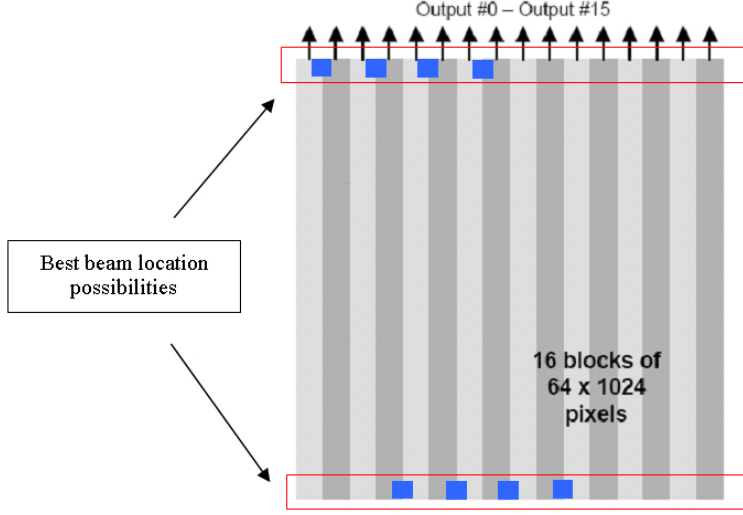 Output #0 – Output #15
Best beam location
possibilities
16 blocks of
64 x 1024
pixels